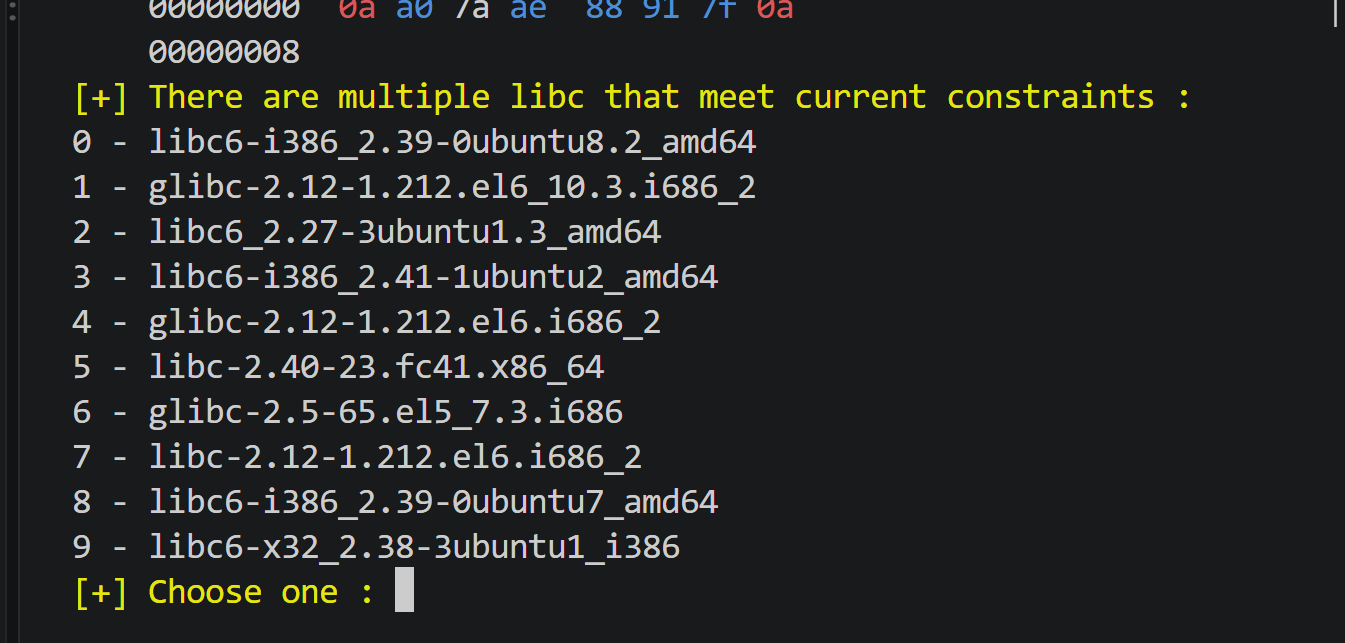 00000000  0a a0 7a ae  88 91 7f 0a
00000008
[+] There are multiple libc that meet current constraints :
0 - libc6-i386_2.39-0ubuntu8.2_amd64
1 - glibc-2.12-1.212.el6_10.3.i686_2
2 - libc6_2.27-3ubuntu1.3_amd64
3 - libc6-i386_2.41-1ubuntu2_amd64
4 - glibc-2.12-1.212.el6.i686_2
5 - libc-2.40-23.fc41.x86_64
6 - glibc-2.5-65.el5_7.3.i686
7 - libc-2.12-1.212.el6.i686_2
8 - libc6-i386_2.39-0ubuntu7_amd64
9 - libc6-x32_2.38-3ubuntu1_i386
[+] Choose one :